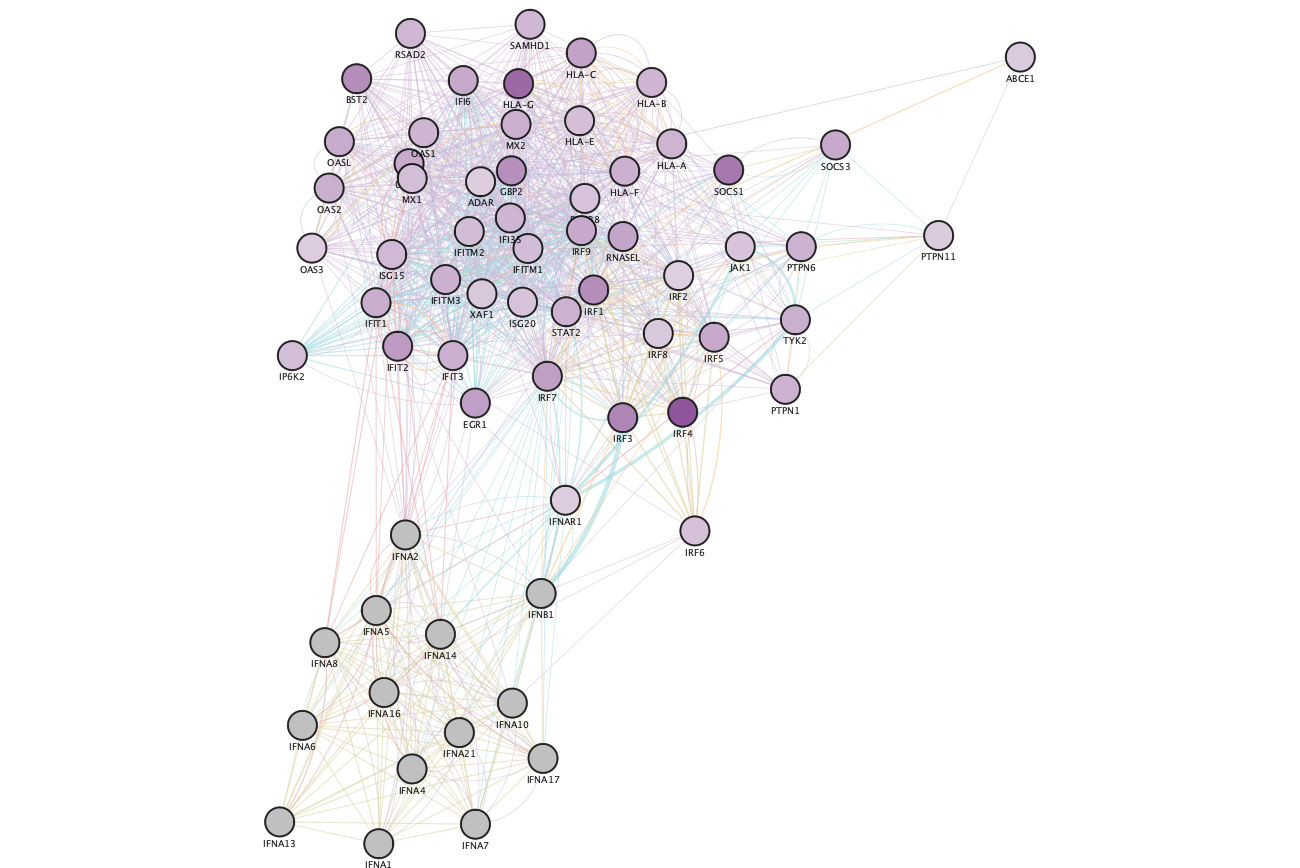 SAMHD1
RSAD2
HLA-C
ABCE1
BST2
IFI6
HLA-G
HLA-B
HLA-E
MX2
OAS1
OASL
HLA-A
SOCS3
SOCS1
HLA-F
GBP2
MX1
ADAR
OAS2
IFI35
IFITM2
IRF9
RNASEL
PTPN11
OAS3
ISG15
IFITM1
JAK1
PTPN6
IFITM3
IRF2
XAF1
IFIT1
ISG20
IRF1
STAT2
TYK2
IRF8
IRF5
IFIT2
IFIT3
IP6K2
IRF7
PTPN1
EGR1
IRF3
IRF4
IFNAR1
IRF6
IFNA2
IFNB1
IFNA5
IFNA14
IFNA8
IFNA16
IFNA10
IFNA6
IFNA21
IFNA17
IFNA4
IFNA13
IFNA7
IFNA1